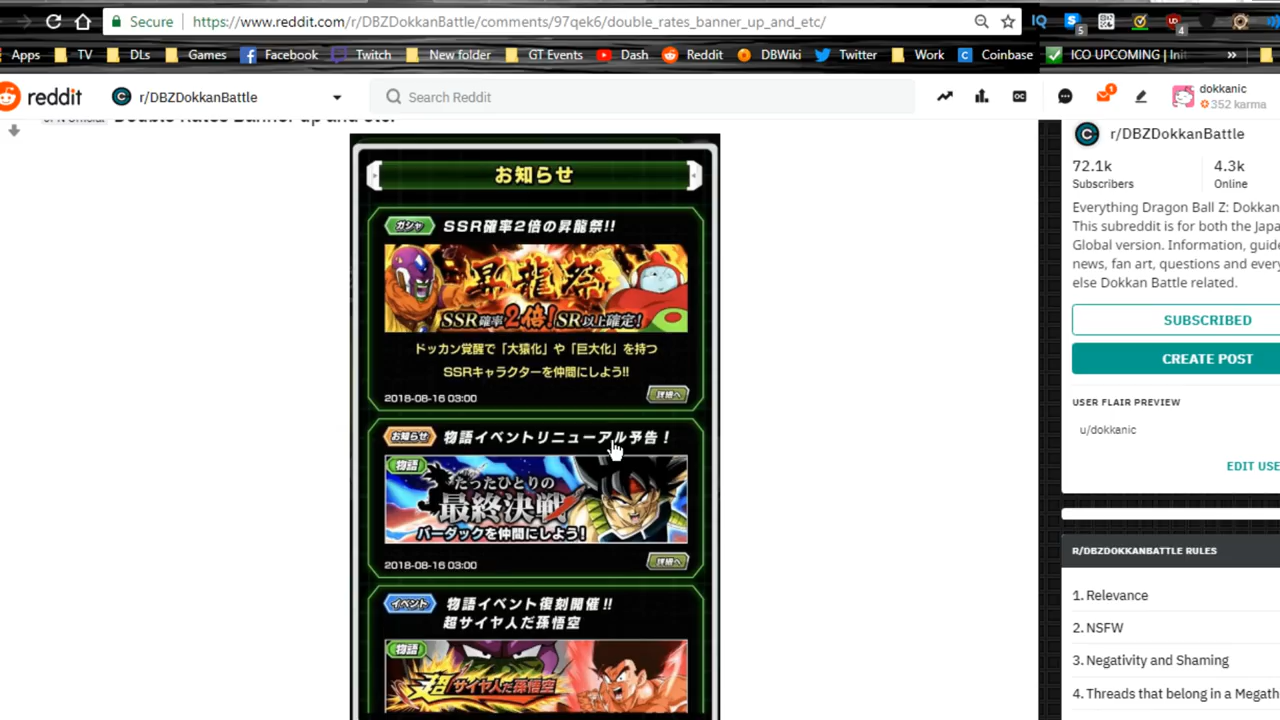 Secure
https://www.reddit.com/r/DBZDokkanBattle/comments/97qek6/double_rates_banner_up_and_etc/
5
4
Apps TV DLs Games Facebook Twitch New folder GT Events Dash Reddit DBWiki Twitter Work Coinbase ICO UPCOMING | Init »
reddit r/DBZDokkanBattle Search Reddit 1 dokkanic
352 karma
Double Rates Banner up and etc.
お知らせ
ガシャ SSR確率2倍の昇龍祭!!
昇龍祭
SSR確率2倍! SR以上確定!
ドッカン覚醒で「大猿化」や「巨大化」を持つ
SSRキャラクターを仲間にしよう!!
2018-08-16 03:00 詳細へ
お知らせ 物語イベントリニューアル予告!
物語
たったひとりの
最終決戦
バーダックを仲間にしよう!
2018-08-16 03:00 詳細へ
イベント 物語イベント復刻開催!!
超サイヤ人だ孫悟空
物語
超サイヤ人だ孫悟空
r/DBZDokkanBattle
72.1k 4.3k
Subscribers Online
Everything Dragon Ball Z: Dokkan
This subreddit is for both the Japa
Global version. Information, guide
news, fan art, questions and every
else Dokkan Battle related.
SUBSCRIBED
CREATE POST
USER FLAIR PREVIEW
u/dokkanic
EDIT USE
R/DBZDOKKANBATTLE RULES
1. Relevance
2. NSFW
3. Negativity and Shaming
4. Threads that belong in a Megath